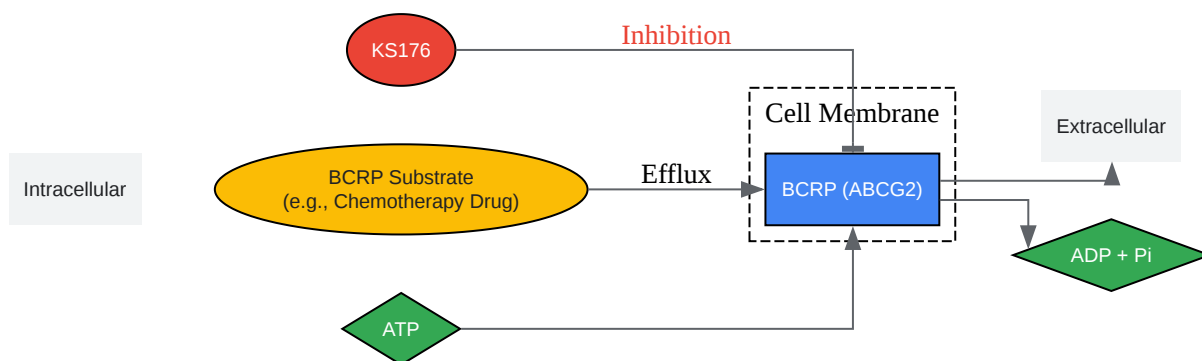 KS176
Inhibition
Cell Membrane
Extracellular
Intracellular
BCRP Substrate
(e.g., Chemotherapy Drug)
Efflux
BCRP (ABCG2)
ADP + Pi
ATP